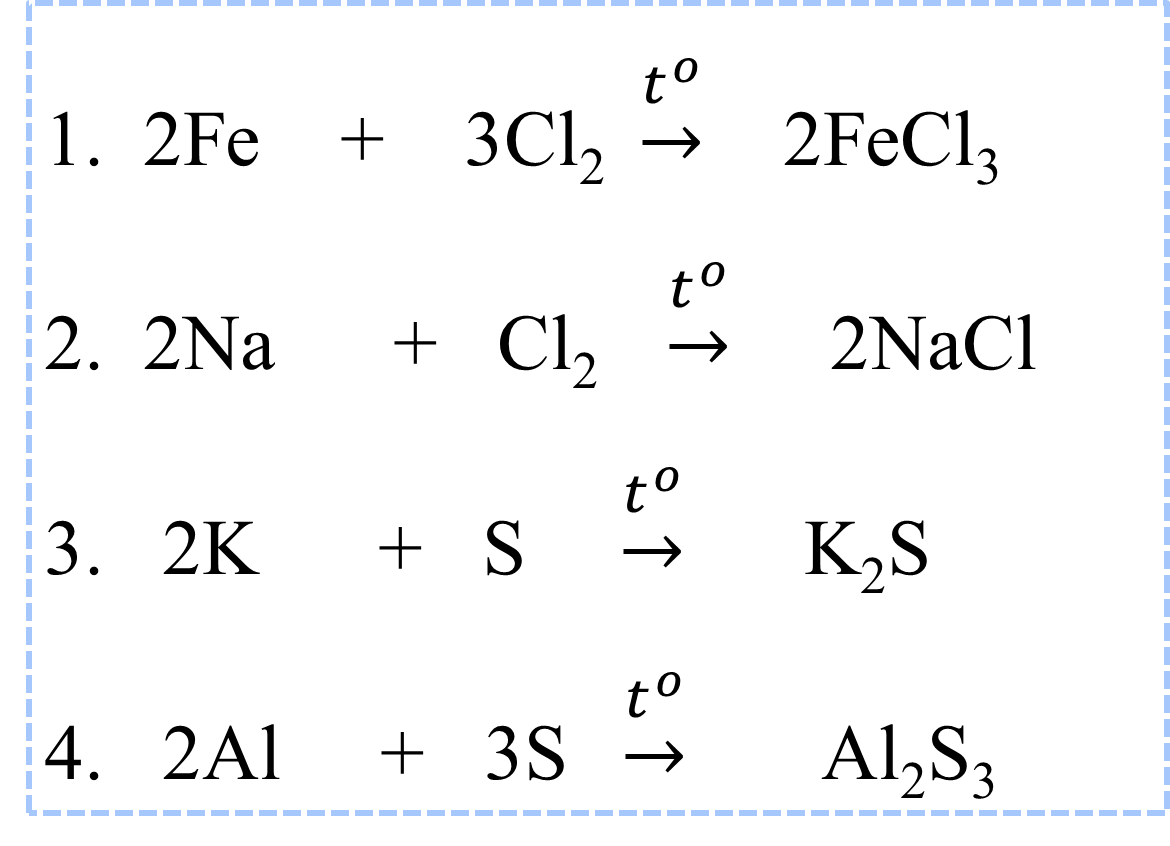 1. 2Fe + 3Cl₂ t° → 2FeCl₃
2. 2Na + Cl₂ t° → 2NaCl
3. 2K + S t° → K₂S
4. 2Al + 3S t° → Al₂S₃